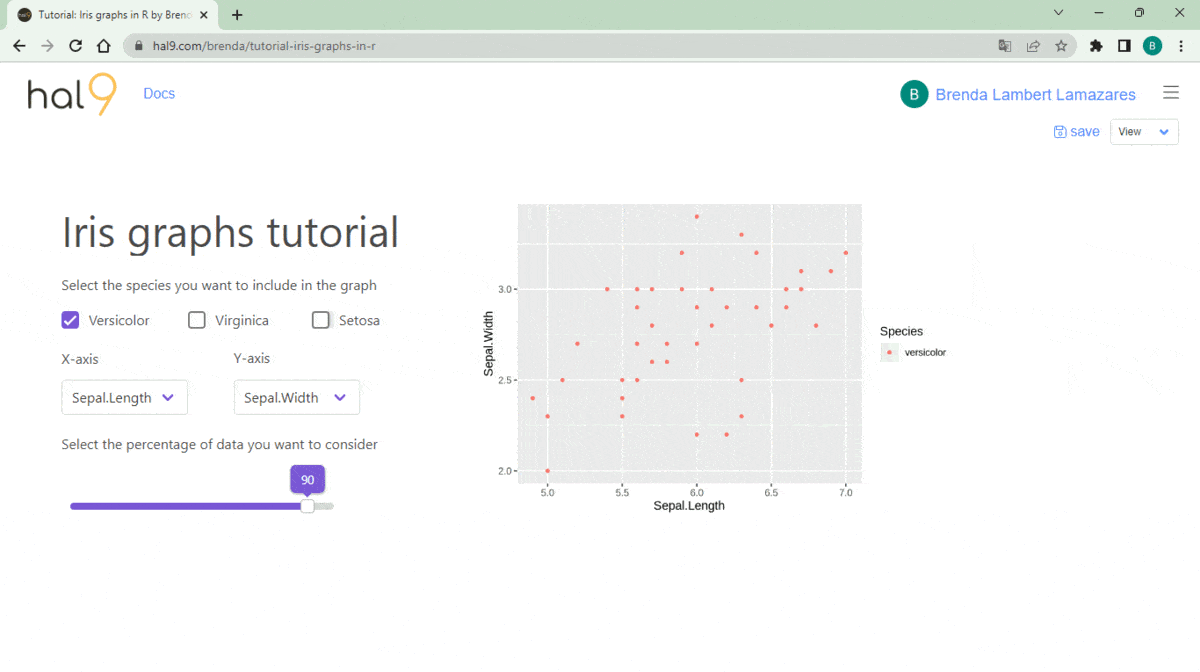 Tutorial: Iris graphs in R by Brend
hal9.com/brenda/tutorial-iris-graphs-in-r
B
hal9
Docs
B Brenda Lambert Lamazares
save
View
Iris graphs tutorial
Select the species you want to include in the graph
Versicolor Virginica Setosa
X-axis Y-axis
Sepal.Length Sepal.Width
Select the percentage of data you want to consider
90
Sepal.Width
3.0
2.5
2.0
5.0 5.5 6.0 6.5 7.0
Sepal.Length
Species
versicolor